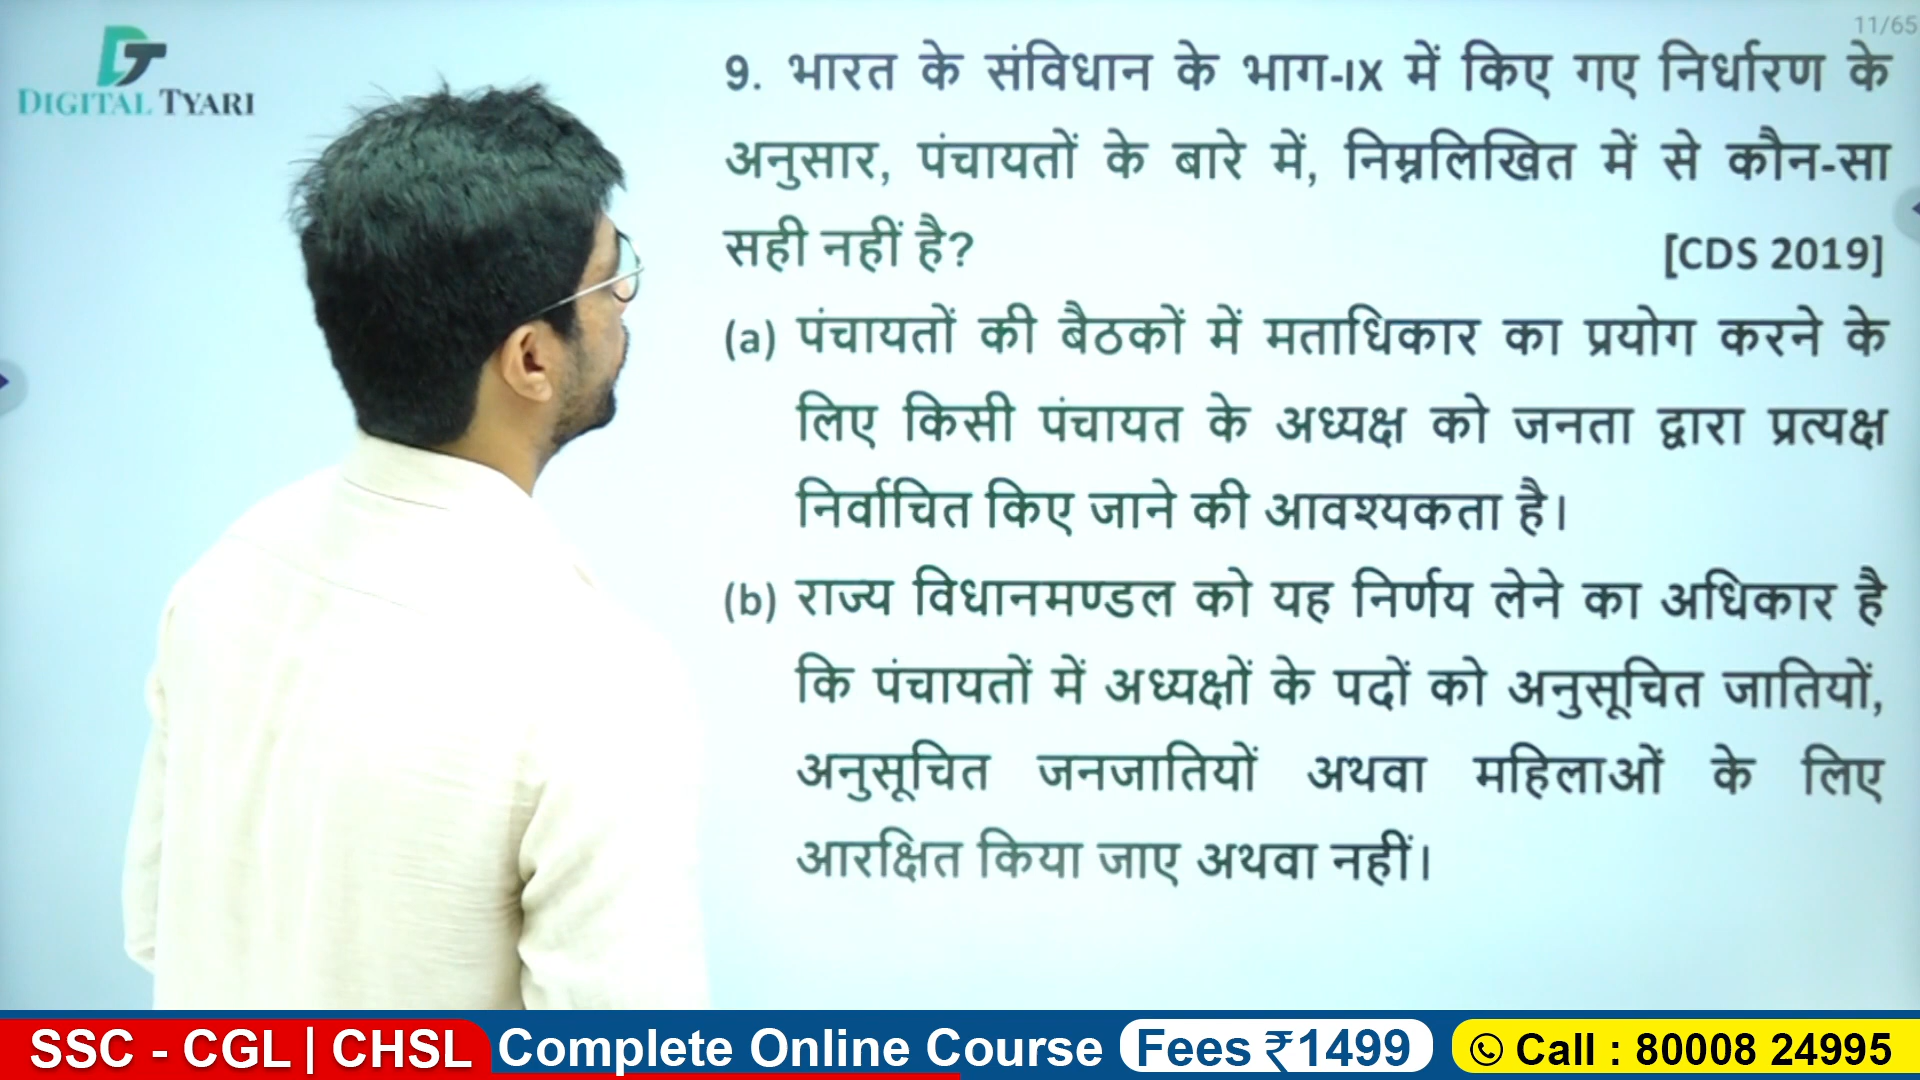 DIGITAL TYARI
11/65
9. भारत के संविधान के भाग-IX में किए गए निर्धारण के
अनुसार, पंचायतों के बारे में, निम्नलिखित में से कौन-सा
सही नहीं है? [CDS 2019]
(a) पंचायतों की बैठकों में मताधिकार का प्रयोग करने के
लिए किसी पंचायत के अध्यक्ष को जनता द्वारा प्रत्यक्ष
निर्वाचित किए जाने की आवश्यकता है।
(b) राज्य विधानमण्डल को यह निर्णय लेने का अधिकार है
कि पंचायतों में अध्यक्षों के पदों को अनुसूचित जातियों,
अनुसूचित जनजातियों अथवा महिलाओं के लिए
आरक्षित किया जाए अथवा नहीं।
SSC - CGL | CHSL Complete Online Course Fees ₹1499 Call : 80008 24995